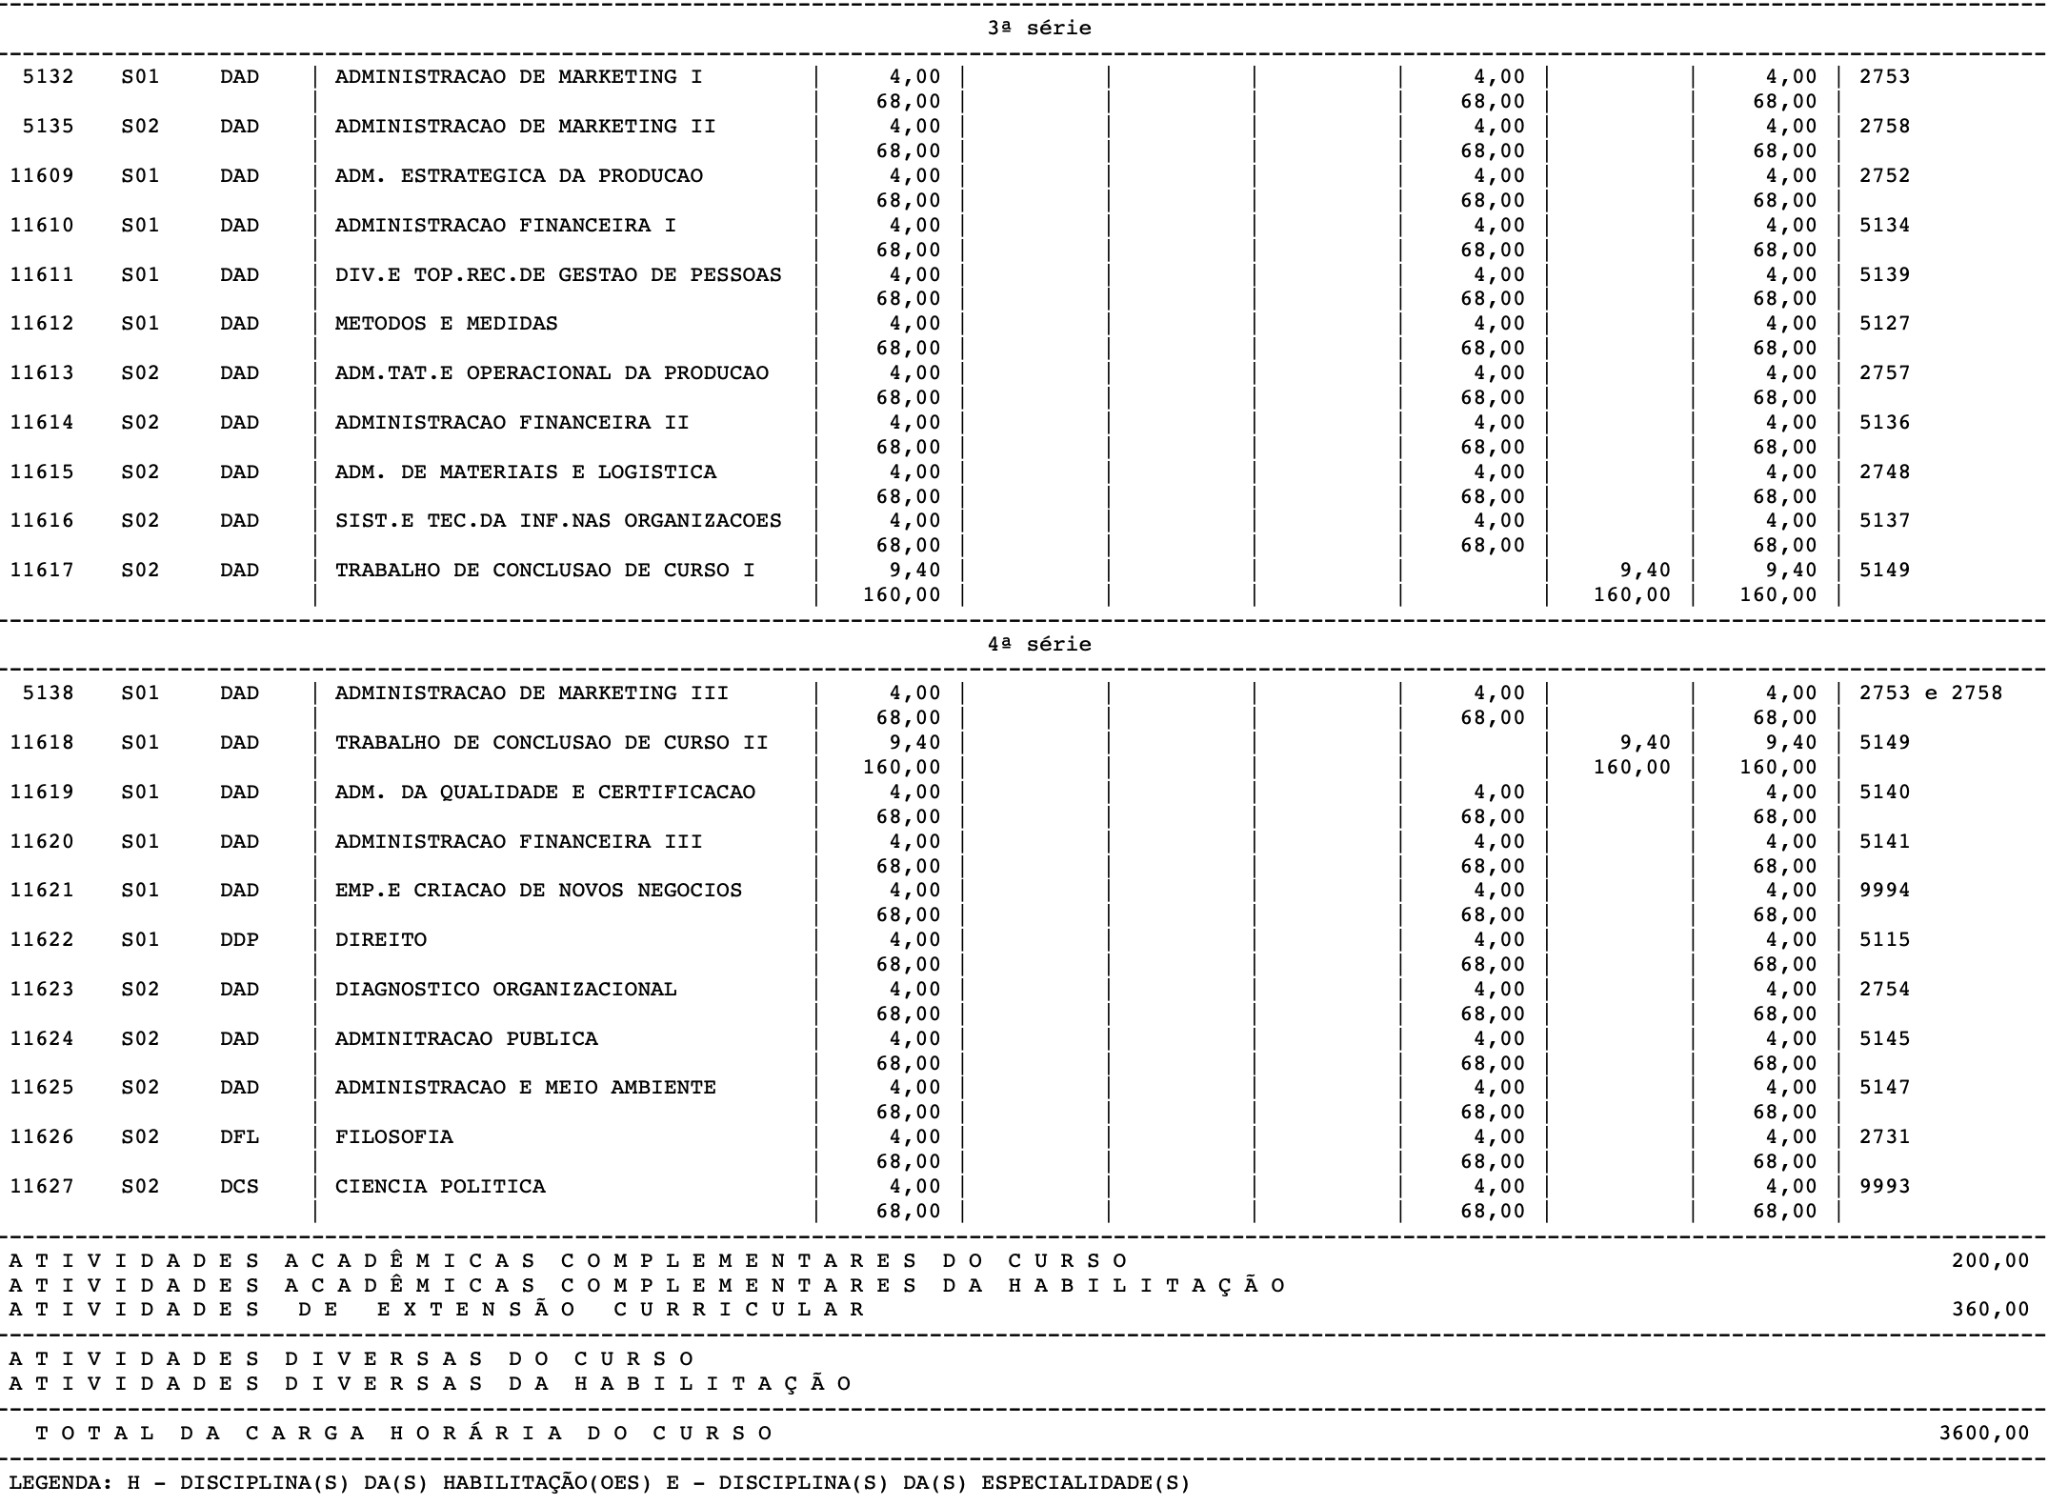 3ª série
5132 S01 DAD | ADMINISTRACAO DE MARKETING I | 4,00 | | | | 4,00 | | 4,00 | 2753
| | 68,00 | | | | 68,00 | | 68,00 |
5135 S02 DAD | ADMINISTRACAO DE MARKETING II | 4,00 | | | | 4,00 | | 4,00 | 2758
| | 68,00 | | | | 68,00 | | 68,00 |
11609 S01 DAD | ADM. ESTRATEGICA DA PRODUCAO | 4,00 | | | | 4,00 | | 4,00 | 2752
| | 68,00 | | | | 68,00 | | 68,00 |
11610 S01 DAD | ADMINISTRACAO FINANCEIRA I | 4,00 | | | | 4,00 | | 4,00 | 5134
| | 68,00 | | | | 68,00 | | 68,00 |
11611 S01 DAD | DIV.E TOP.REC.DE GESTAO DE PESSOAS | 4,00 | | | | 4,00 | | 4,00 | 5139
| | 68,00 | | | | 68,00 | | 68,00 |
11612 S01 DAD | METODOS E MEDIDAS | 4,00 | | | | 4,00 | | 4,00 | 5127
| | 68,00 | | | | 68,00 | | 68,00 |
11613 S02 DAD | ADM.TAT.E OPERACIONAL DA PRODUCAO | 4,00 | | | | 4,00 | | 4,00 | 2757
| | 68,00 | | | | 68,00 | | 68,00 |
11614 S02 DAD | ADMINISTRACAO FINANCEIRA II | 4,00 | | | | 4,00 | | 4,00 | 5136
| | 68,00 | | | | 68,00 | | 68,00 |
11615 S02 DAD | ADM. DE MATERIAIS E LOGISTICA | 4,00 | | | | 4,00 | | 4,00 | 2748
| | 68,00 | | | | 68,00 | | 68,00 |
11616 S02 DAD | SIST.E TEC.DA INF.NAS ORGANIZACOES | 4,00 | | | | 4,00 | | 4,00 | 5137
| | 68,00 | | | | 68,00 | | 68,00 |
11617 S02 DAD | TRABALHO DE CONCLUSAO DE CURSO I | 9,40 | | | | | 9,40 | 9,40 | 5149
| | 160,00 | | | | | 160,00 | 160,00 |
4ª série
5138 S01 DAD | ADMINISTRACAO DE MARKETING III | 4,00 | | | | 4,00 | | 4,00 | 2753 e 2758
| | 68,00 | | | | 68,00 | | 68,00 |
11618 S01 DAD | TRABALHO DE CONCLUSAO DE CURSO II | 9,40 | | | | | 9,40 | 9,40 | 5149
| | 160,00 | | | | | 160,00 | 160,00 |
11619 S01 DAD | ADM. DA QUALIDADE E CERTIFICACAO | 4,00 | | | | 4,00 | | 4,00 | 5140
| | 68,00 | | | | 68,00 | | 68,00 |
11620 S01 DAD | ADMINISTRACAO FINANCEIRA III | 4,00 | | | | 4,00 | | 4,00 | 5141
| | 68,00 | | | | 68,00 | | 68,00 |
11621 S01 DAD | EMP.E CRIACAO DE NOVOS NEGOCIOS | 4,00 | | | | 4,00 | | 4,00 | 9994
| | 68,00 | | | | 68,00 | | 68,00 |
11622 S01 DDP | DIREITO | 4,00 | | | | 4,00 | | 4,00 | 5115
| | 68,00 | | | | 68,00 | | 68,00 |
11623 S02 DAD | DIAGNOSTICO ORGANIZACIONAL | 4,00 | | | | 4,00 | | 4,00 | 2754
| | 68,00 | | | | 68,00 | | 68,00 |
11624 S02 DAD | ADMINITRACAO PUBLICA | 4,00 | | | | 4,00 | | 4,00 | 5145
| | 68,00 | | | | 68,00 | | 68,00 |
11625 S02 DAD | ADMINISTRACAO E MEIO AMBIENTE | 4,00 | | | | 4,00 | | 4,00 | 5147
| | 68,00 | | | | 68,00 | | 68,00 |
11626 S02 DFL | FILOSOFIA | 4,00 | | | | 4,00 | | 4,00 | 2731
| | 68,00 | | | | 68,00 | | 68,00 |
11627 S02 DCS | CIENCIA POLITICA | 4,00 | | | | 4,00 | | 4,00 | 9993
| | 68,00 | | | | 68,00 | | 68,00 |
A T I V I D A D E S A C A D Ê M I C A S C O M P L E M E N T A R E S D O C U R S O 200,00
A T I V I D A D E S A C A D Ê M I C A S C O M P L E M E N T A R E S D A H A B I L I T A Ç Ã O
A T I V I D A D E S D E E X T E N S Ã O C U R R I C U L A R 360,00
A T I V I D A D E S D I V E R S A S D O C U R S O
A T I V I D A D E S D I V E R S A S D A H A B I L I T A Ç Ã O
T O T A L D A C A R G A H O R Á R I A D O C U R S O 3600,00
LEGENDA: H - DISCIPLINA(S) DA(S) HABILITAÇÃO(OES) E - DISCIPLINA(S) DA(S) ESPECIALIDADE(S)